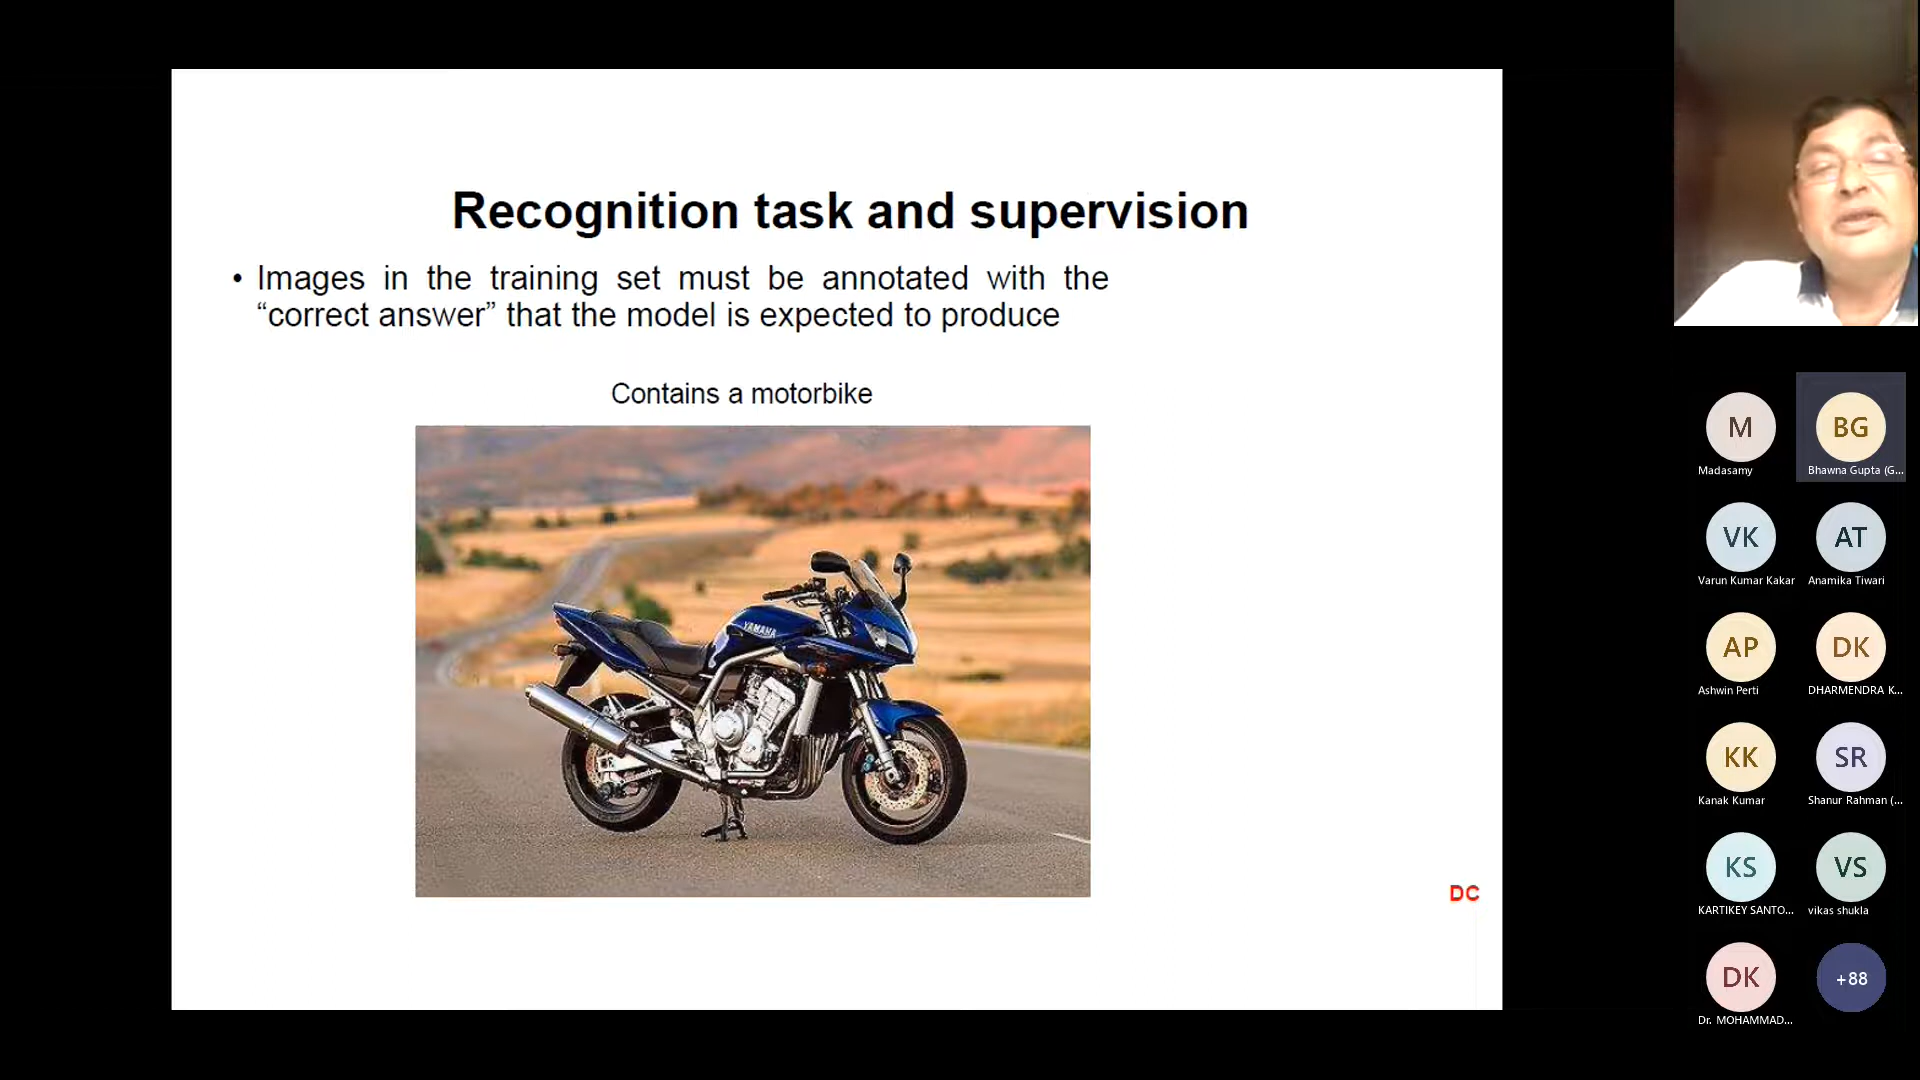 Recognition task and supervision
• Images in the training set must be annotated with the
“correct answer” that the model is expected to produce
Contains a motorbike
YAMAHA
DC
M
Madasamy
BG
Bhawna Gupta (G...
VK
Varun Kumar Kakar
AT
Anamika Tiwari
AP
Ashwin Perti
DK
DHARMENDRA K...
KK
Kanak Kumar
SR
Shanur Rahman (...
KS
KARTIKEY SANTO...
VS
vikas shukla
DK
Dr. MOHAMMAD...
+88